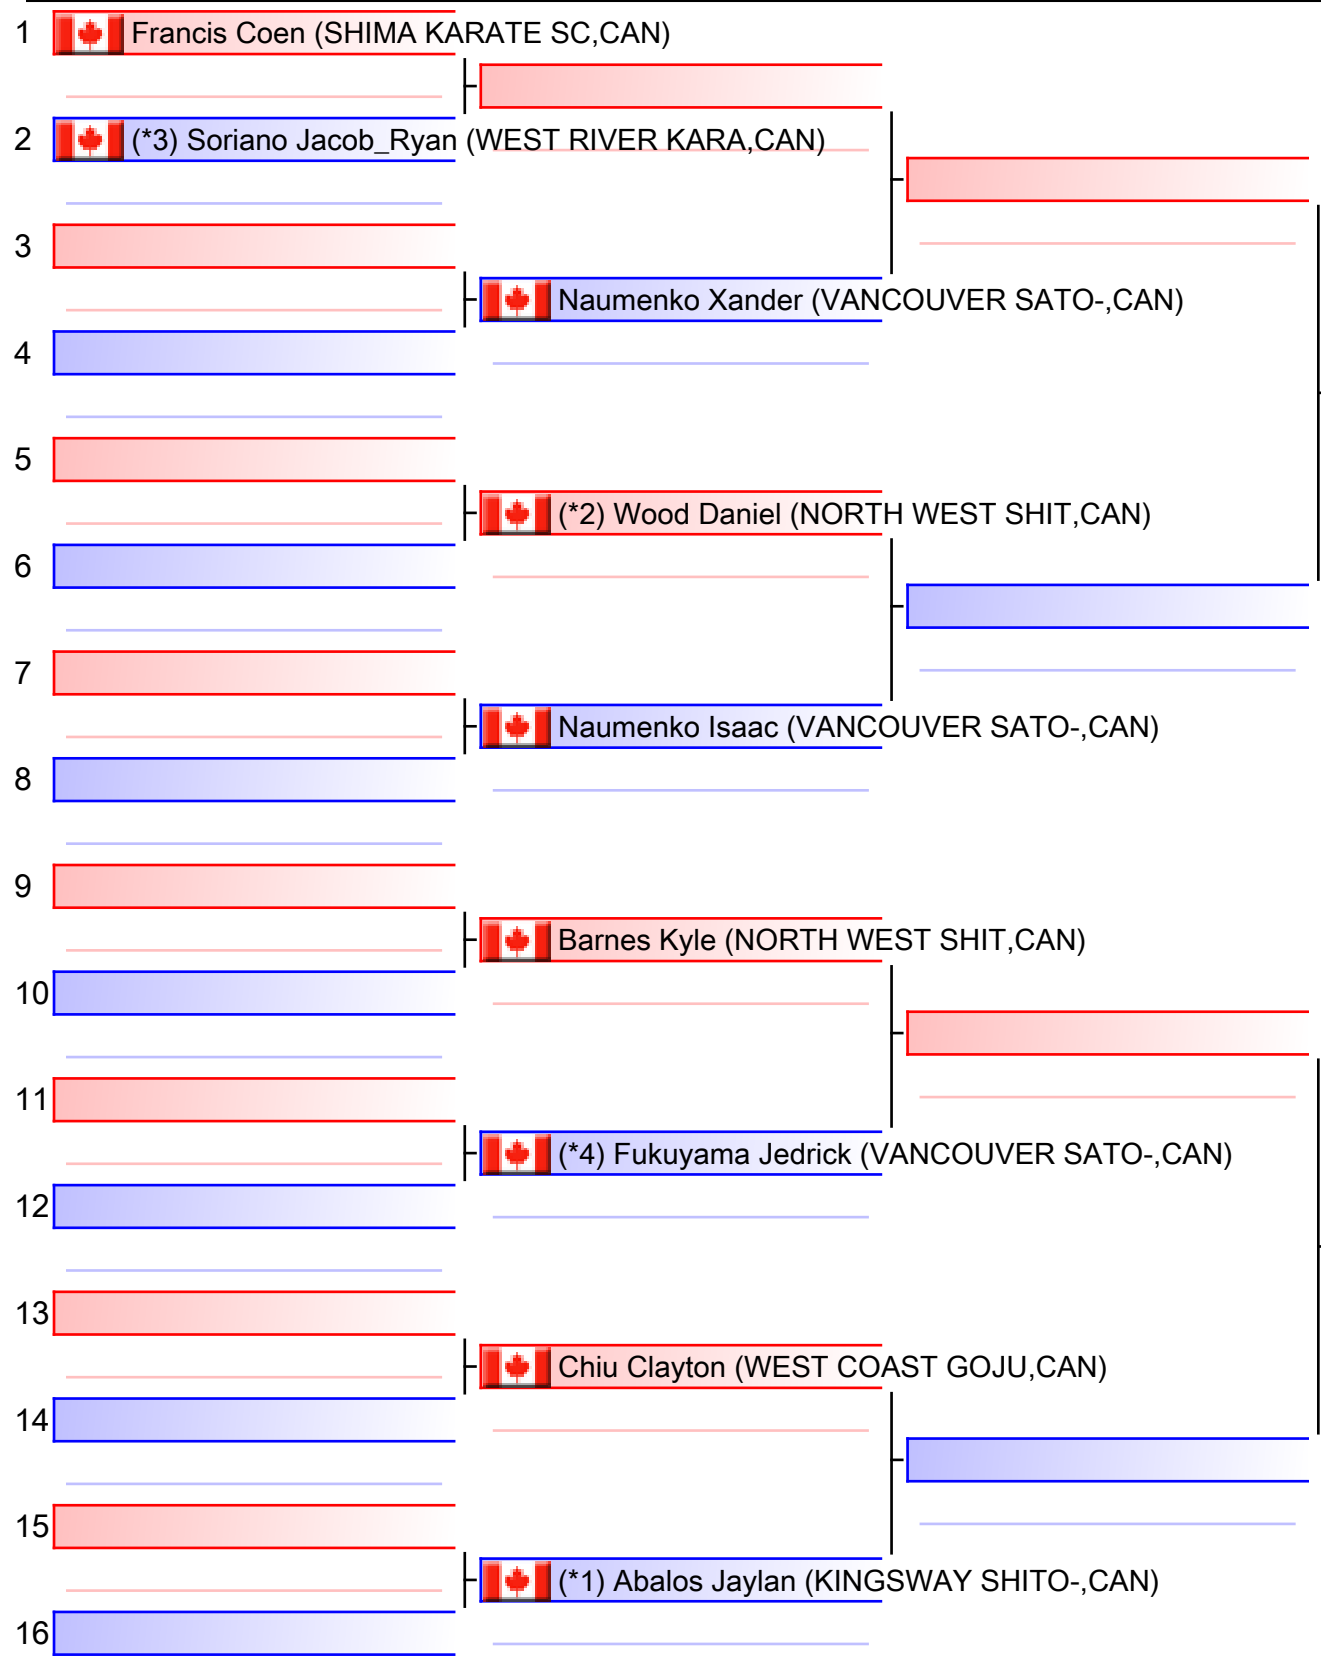 1 Francis Coen (SHIMA KARATE SC,CAN)
2 (*3) Soriano Jacob_Ryan (WEST RIVER KARA,CAN)
3
Naumenko Xander (VANCOUVER SATO-,CAN)
4
5
(*2) Wood Daniel (NORTH WEST SHIT,CAN)
6
7
Naumenko Isaac (VANCOUVER SATO-,CAN)
8
9
Barnes Kyle (NORTH WEST SHIT,CAN)
10
11
(*4) Fukuyama Jedrick (VANCOUVER SATO-,CAN)
12
13
Chiu Clayton (WEST COAST GOJU,CAN)
14
15
(*1) Abalos Jaylan (KINGSWAY SHITO-,CAN)
16